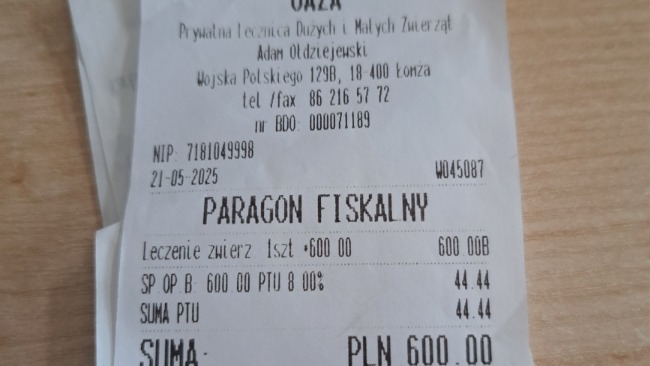 OAZA
Prywatna Lecznica Dużych i Małych Zwierząt
Adam Ołdziejewski
Wojska Polskiego 129B, 18-400 Łomża
tel /fax 86 216 57 72
nr BDO: 000071189
NIP: 7181049998
21-05-2025 W045087
PARAGON FISKALNY
Leczenie zwierz 1szt *600.00 600.00B
SP.OP.B: 600.00 PTU 8.00% 44.44
SUMA PTU 44.44
SUMA: PLN 600.00